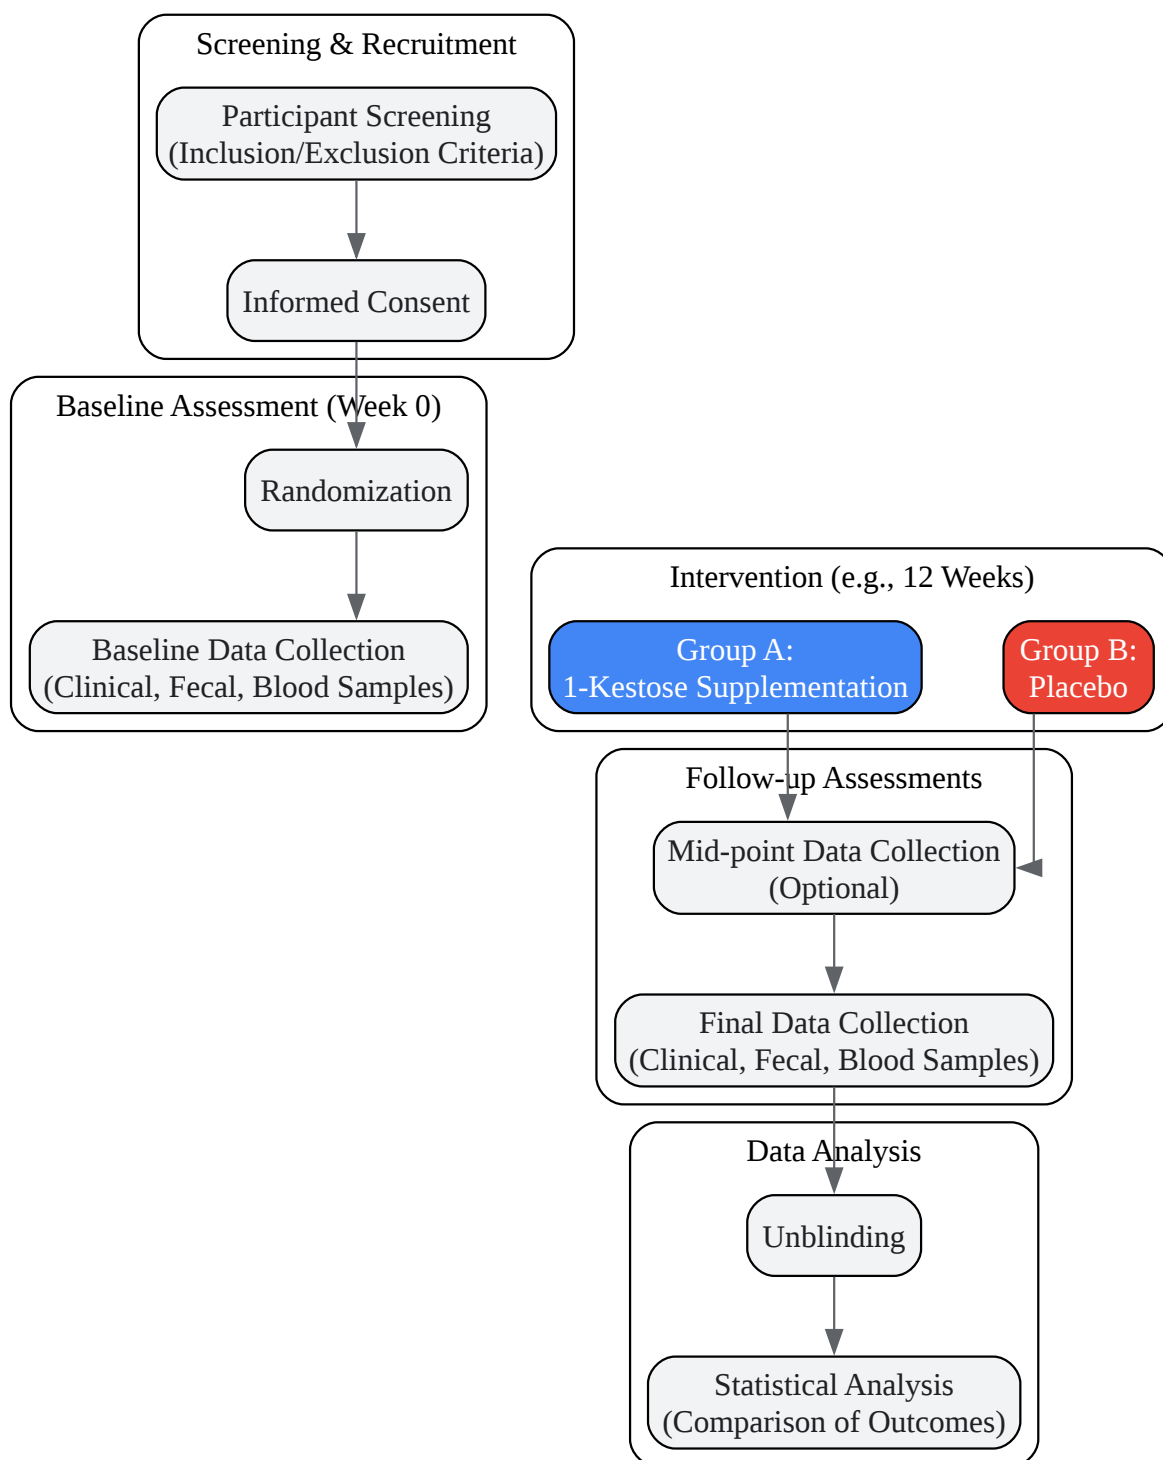 Screening & Recruitment
Participant Screening
(Inclusion/Exclusion Criteria)
Informed Consent
Baseline Assessment (Week 0)
Randomization
Baseline Data Collection
(Clinical, Fecal, Blood Samples)
Intervention (e.g., 12 Weeks)
Group A:
1-Kestose Supplementation
Group B:
Placebo
Follow-up Assessments
Mid-point Data Collection
(Optional)
Final Data Collection
(Clinical, Fecal, Blood Samples)
Data Analysis
Unblinding
Statistical Analysis
(Comparison of Outcomes)